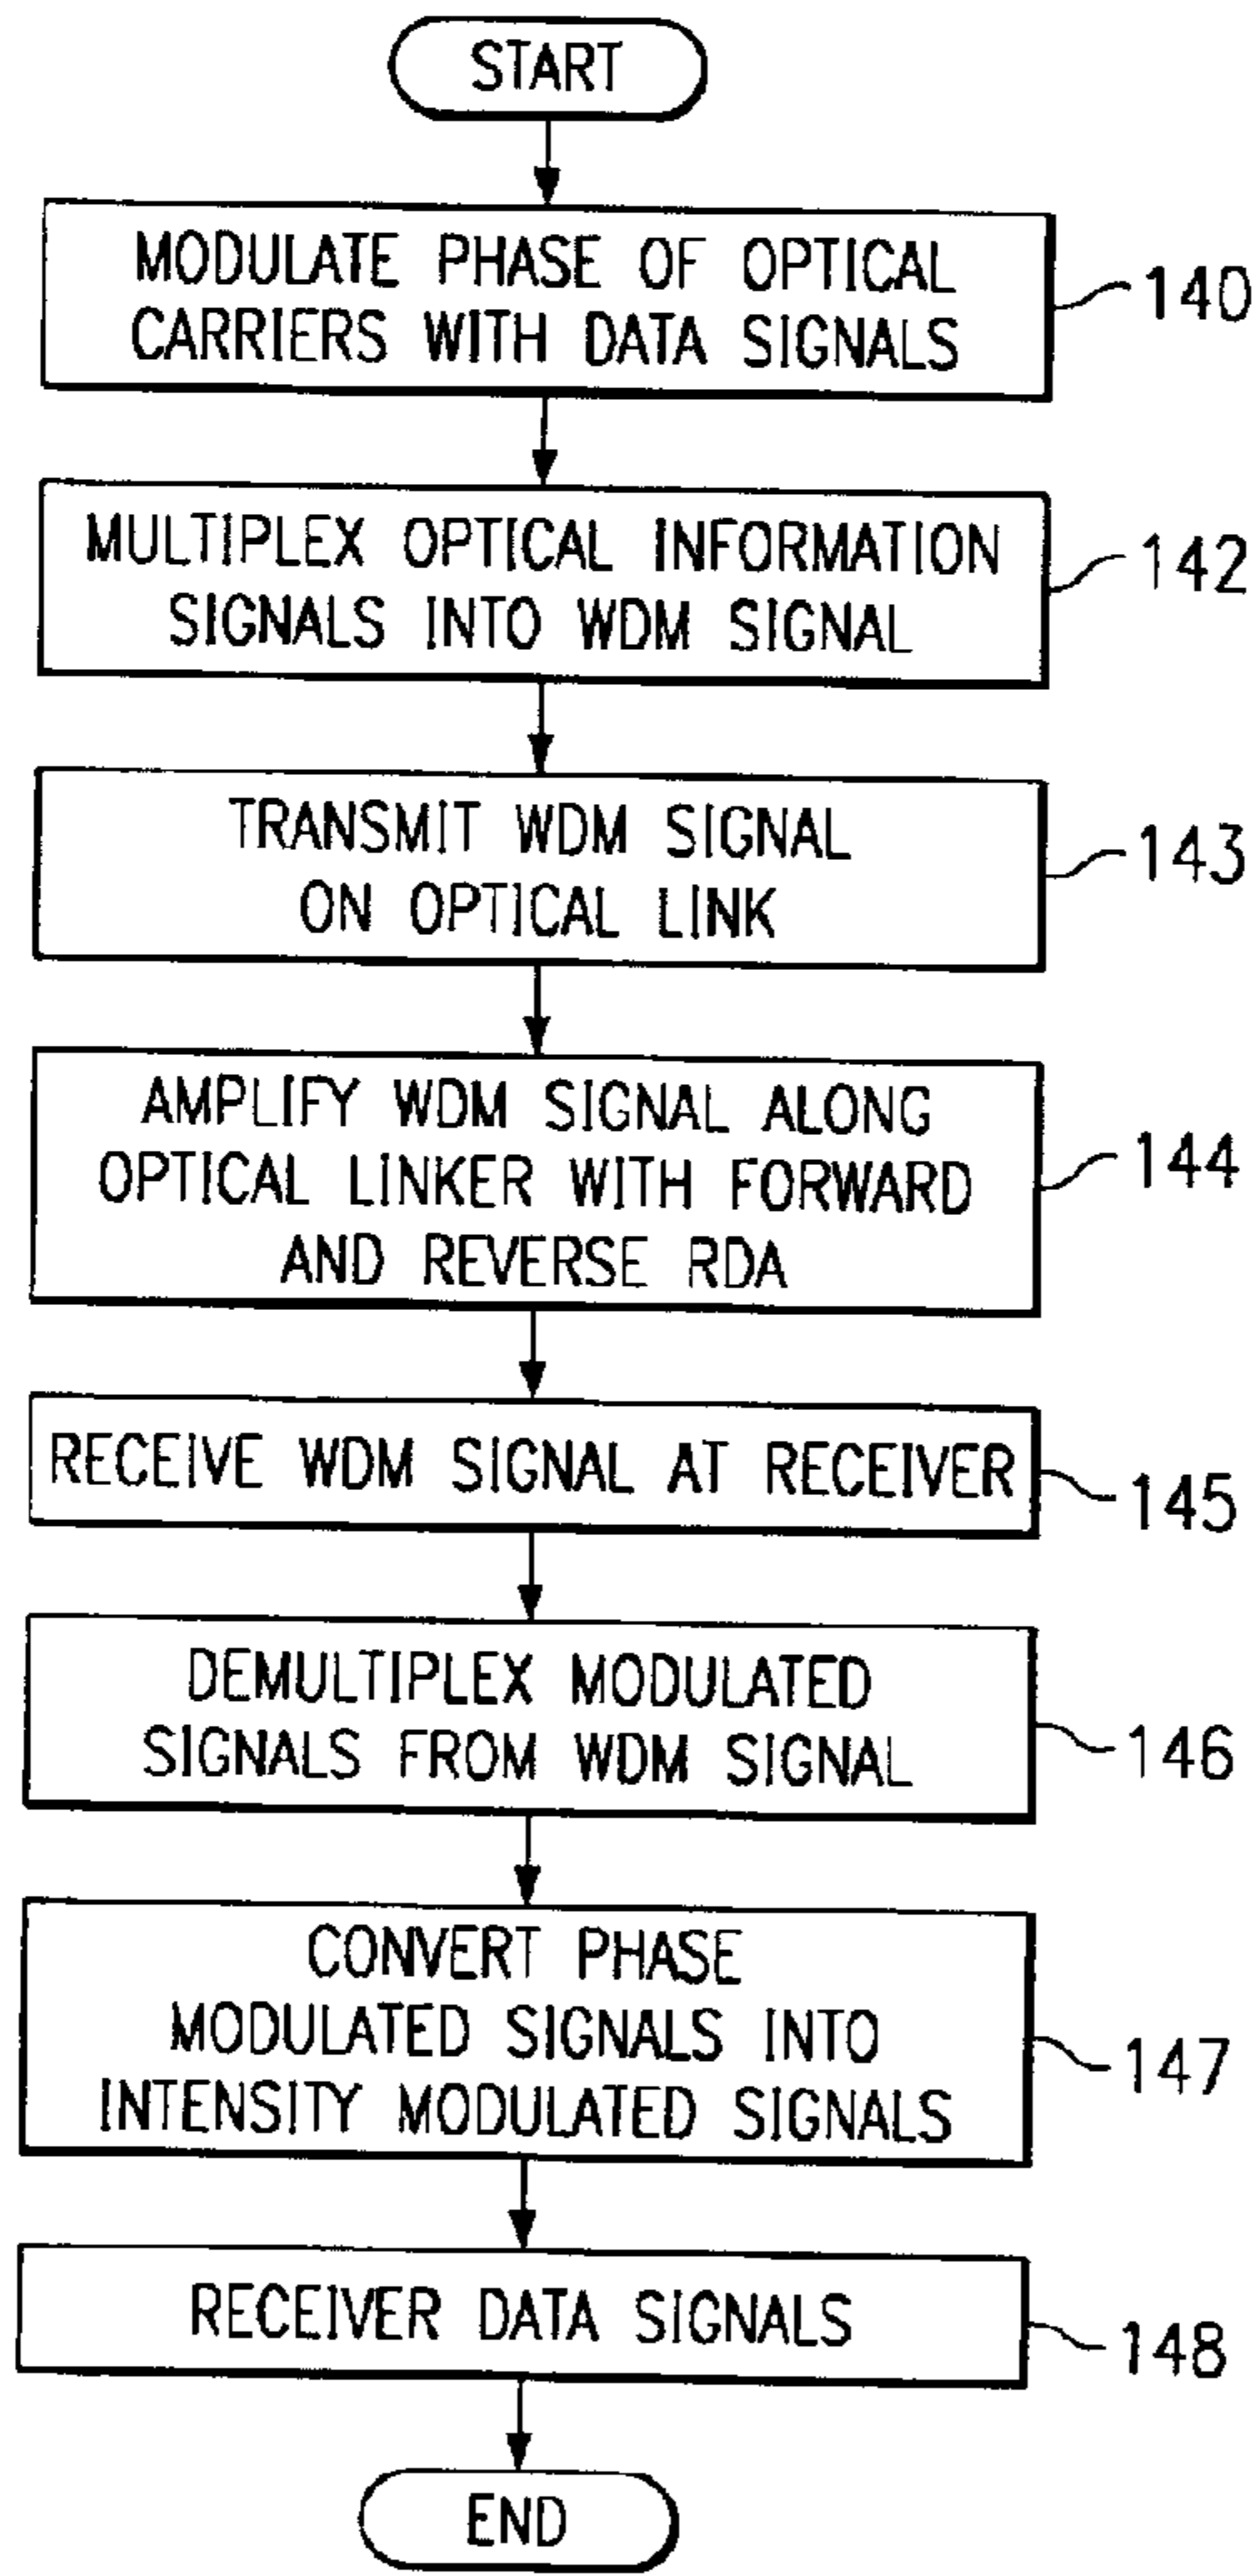 START
MODULATE PHASE OF OPTICAL
CARRIERS WITH DATA SIGNALS
140
MULTIPLEX OPTICAL INFORMATION
SIGNALS INTO WDM SIGNAL
142
TRANSMIT WDM SIGNAL
ON OPTICAL LINK
143
AMPLIFY WDM SIGNAL ALONG
OPTICAL LINKER WITH FORWARD
AND REVERSE RDA
144
RECEIVE WDM SIGNAL AT RECEIVER
145
DEMULTIPLEX MODULATED
SIGNALS FROM WDM SIGNAL
146
CONVERT PHASE
MODULATED SIGNALS INTO
INTENSITY MODULATED SIGNALS
147
RECEIVER DATA SIGNALS
148
END